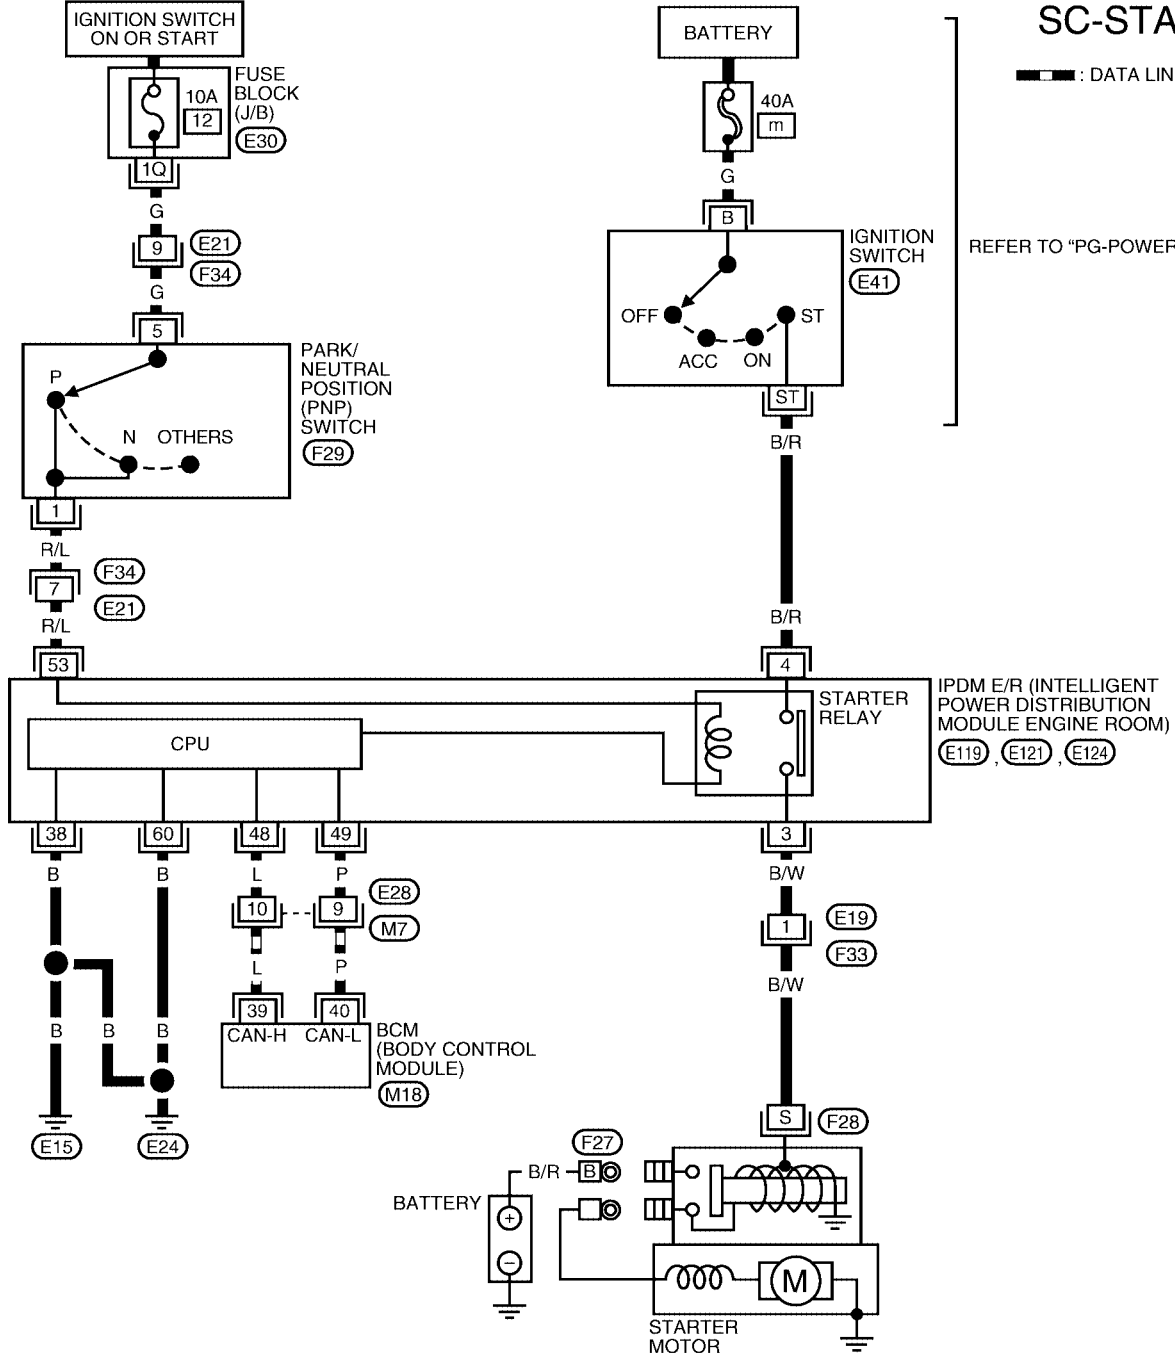 SC-STA
: DATA LIN
IGNITION SWITCH
ON OR START
FUSE
BLOCK
(J/B)
10A
12
E30
1Q
G
9
E21
F34
G
5
PARK/
NEUTRAL
POSITION
(PNP)
SWITCH
F29
P
N
OTHERS
1
R/L
7
F34
E21
R/L
53
BATTERY
40A
m
G
B
IGNITION
SWITCH
E41
OFF
ACC
ON
ST
ST
B/R
REFER TO “PG-POWER
B/R
4
STARTER
RELAY
IPDM E/R (INTELLIGENT
POWER DISTRIBUTION
MODULE ENGINE ROOM)
E119 , E121 , E124
CPU
38
60
48
49
3
B
B
L
P
B/W
10
9
E28
M7
1
E19
F33
L
P
B/W
39
40
CAN-H
CAN-L
BCM
(BODY CONTROL
MODULE)
M18
B
B
B
E15
E24
S
F28
F27
B/R
B
BATTERY
+
−
M
STARTER
MOTOR